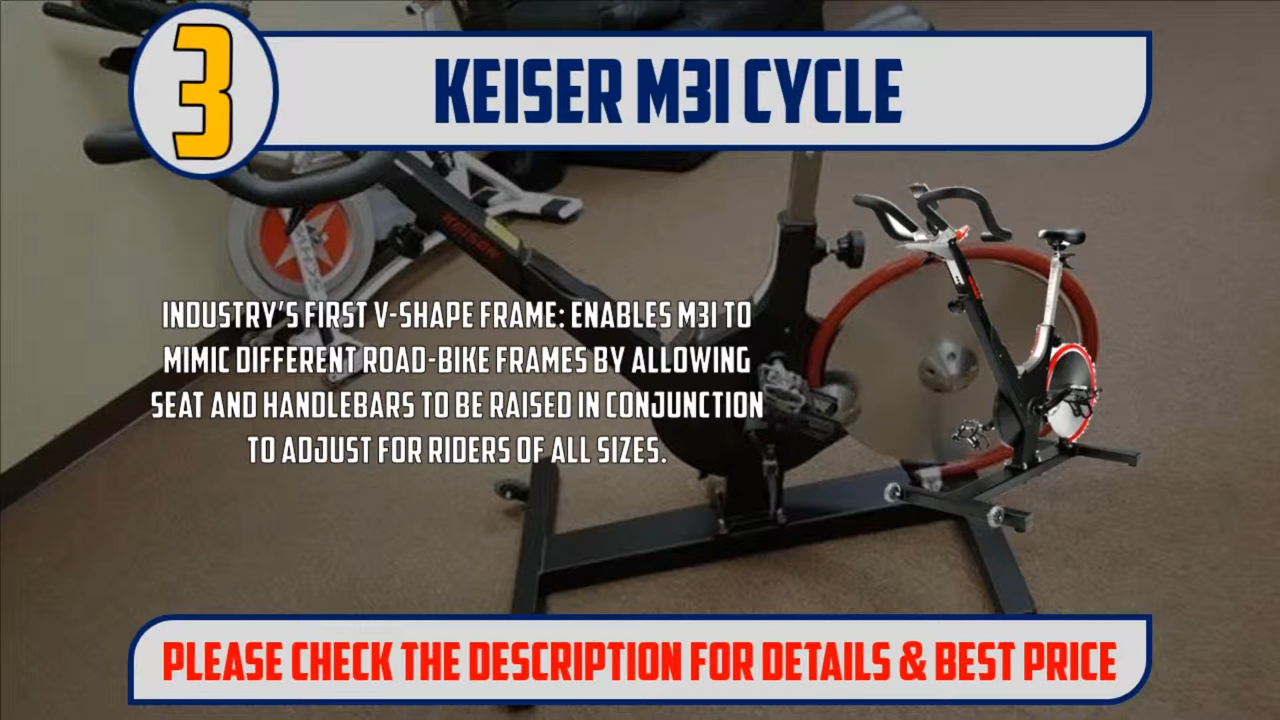 3
KEISER M3I CYCLE
Keiser
INDUSTRY'S FIRST V-SHAPE FRAME: ENABLES M3I TO
MIMIC DIFFERENT ROAD-BIKE FRAMES BY ALLOWING
SEAT AND HANDLEBARS TO BE RAISED IN CONJUNCTION
TO ADJUST FOR RIDERS OF ALL SIZES.
PLEASE CHECK THE DESCRIPTION FOR DETAILS & BEST PRICE